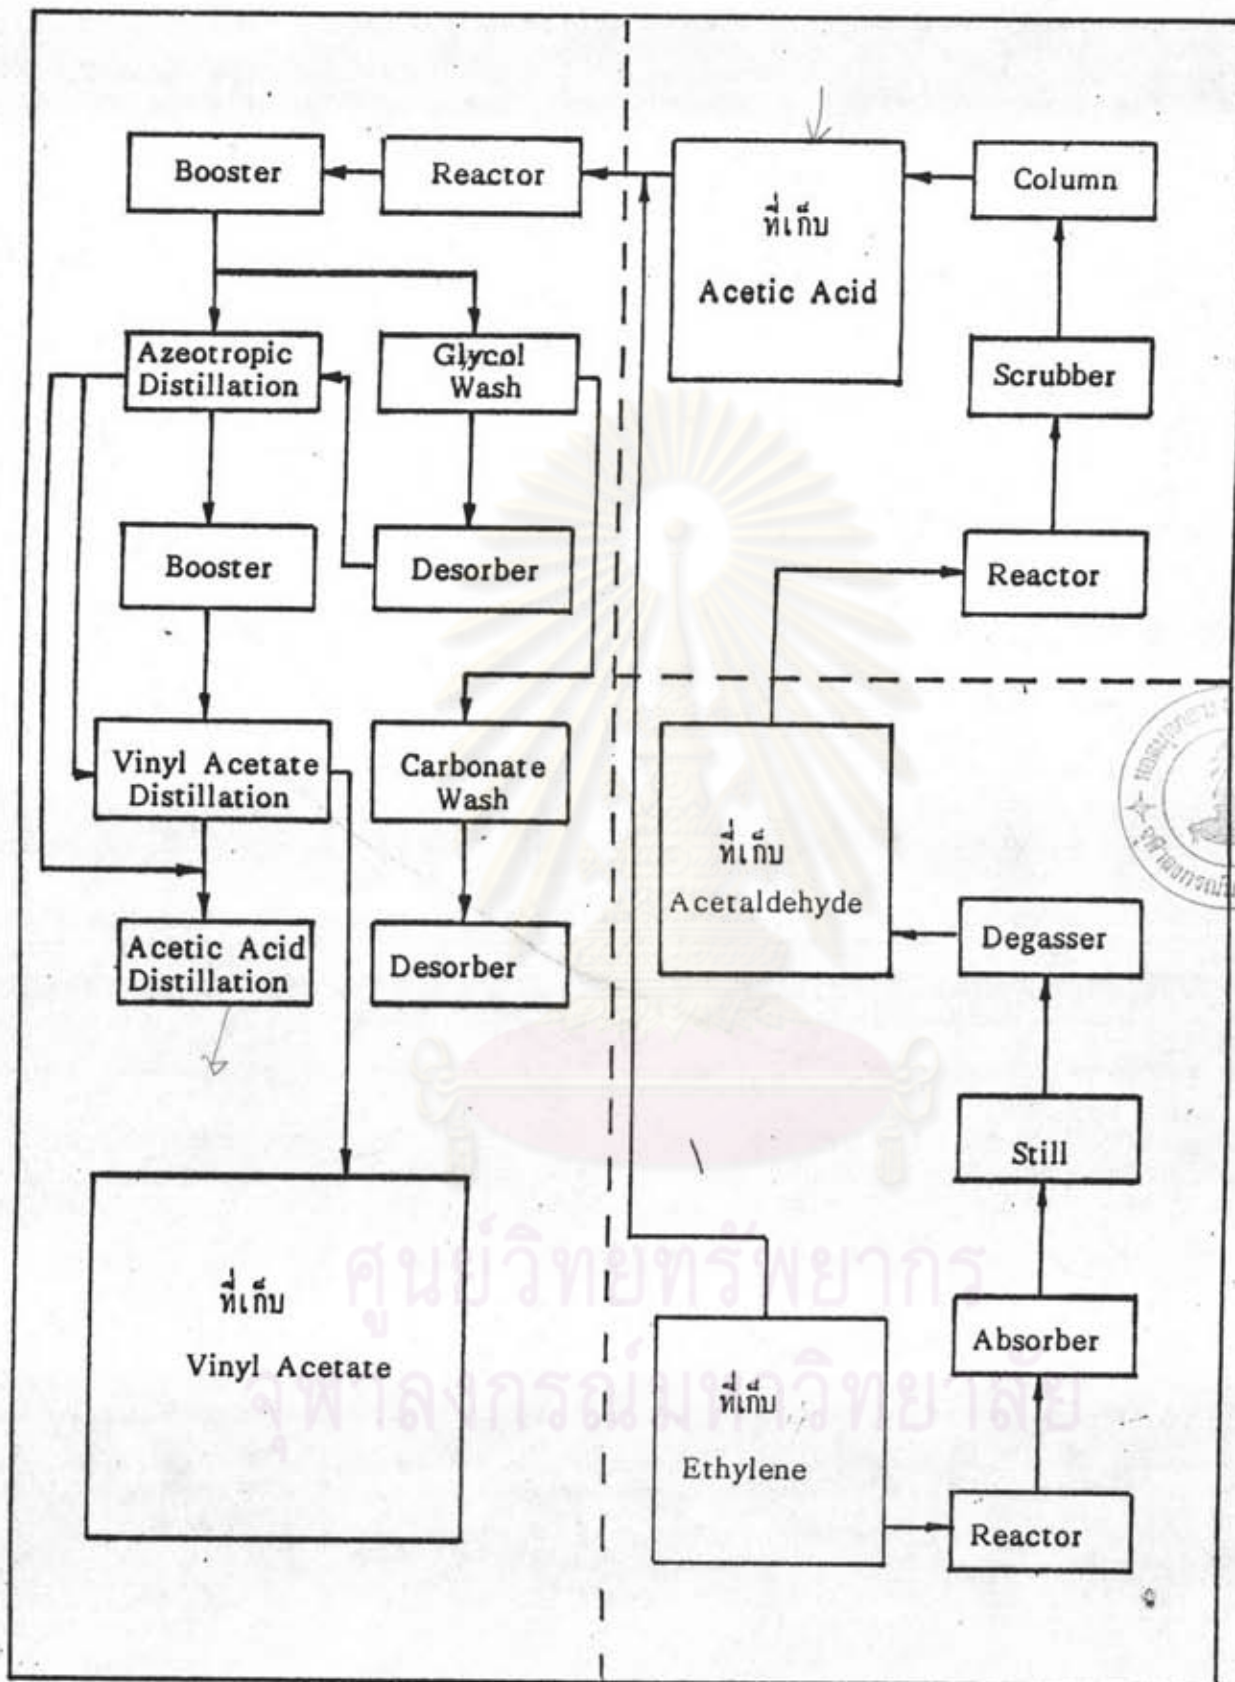 Booster
Reactor
ที่เก็บ
Acetic Acid
Column
Azeotropic
Distillation
Glycol
Wash
Scrubber
Booster
Desorber
Reactor
Vinyl Acetate
Distillation
Carbonate
Wash
ที่เก็บ
Acetaldehyde
Degasser
Acetic Acid
Distillation
Desorber
Still
ที่เก็บ
Vinyl Acetate
Absorber
ที่เก็บ
Ethylene
Reactor
ศูนย์วิทยทรัพยากร
จุฬาลงกรณ์มหาวิทยาลัย